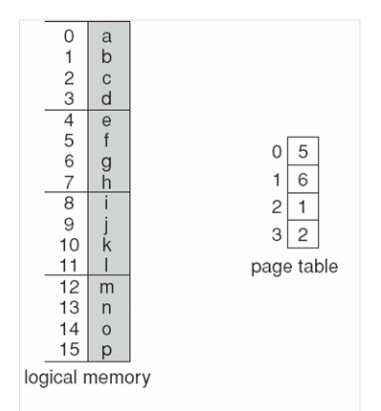 0 a
1 b
2 c
3 d
4 e
5 f
6 g
7 h
8 i
9 j
10 k
11 l
12 m
13 n
14 o
15 p
logical memory
0 5
1 6
2 1
3 2
page table